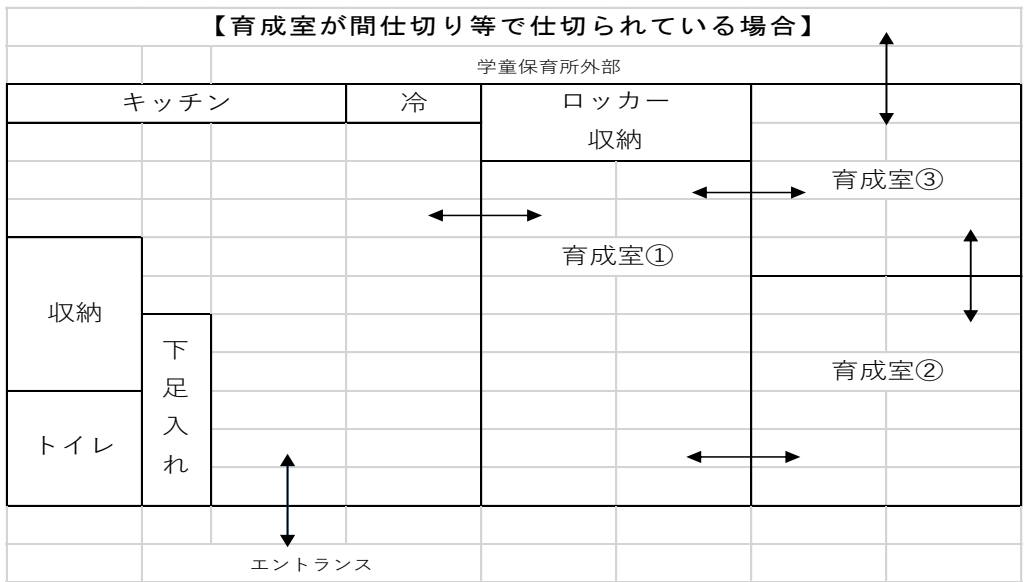 【育成室が間仕切り等で仕切られている場合】
学童保育所外部
キッチン
冷
ロッカー
収納
育成室③
育成室①
収納
下足入れ
育成室②
トイレ
エントランス